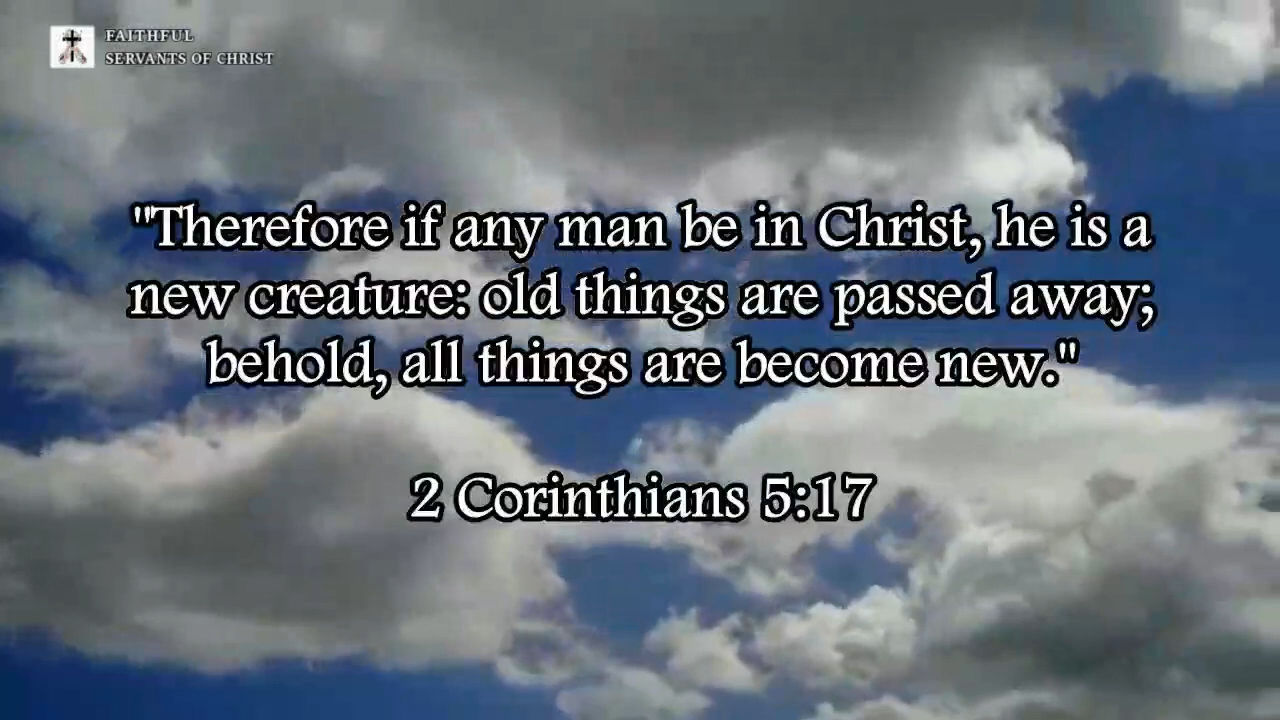 FAITHFUL
SERVANTS OF CHRIST
"Therefore if any man be in Christ, he is a
new creature: old things are passed away;
behold, all things are become new."
2 Corinthians 5:17